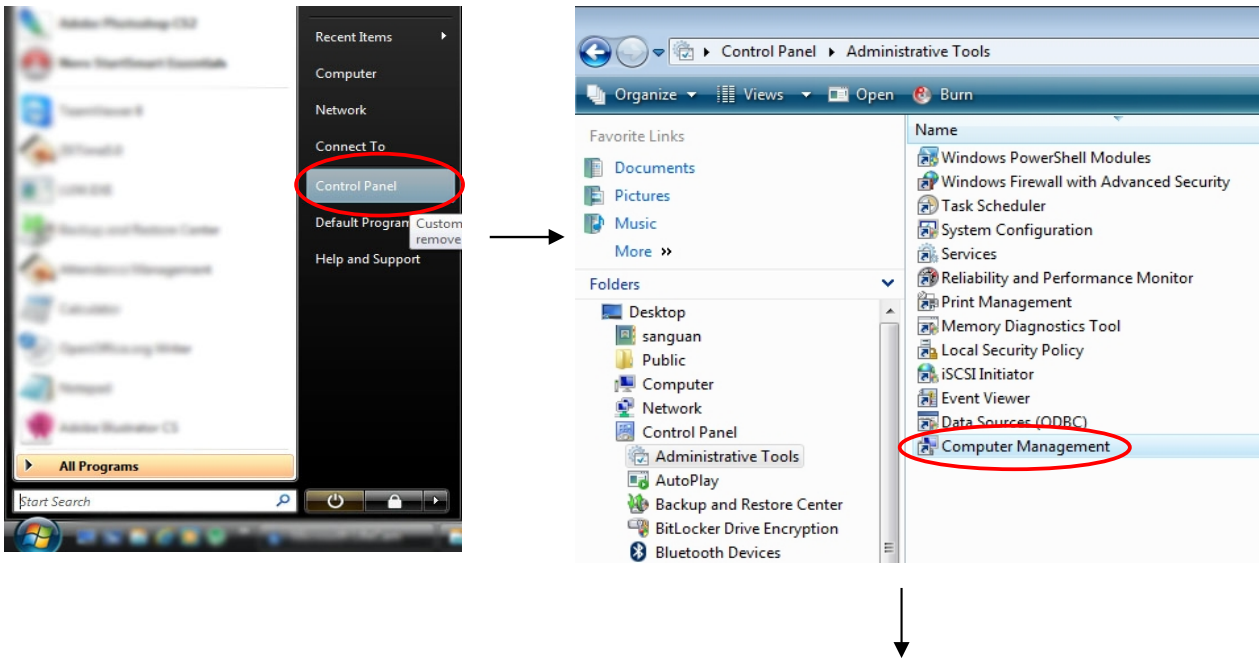 Recent Items
Computer
Network
Connect To
Control Panel
Default Program
Custom
remove
Help and Support
All Programs
Start Search
Control Panel Administrative Tools
Organize Views Open Burn
Favorite Links
Documents
Pictures
Music
More »
Folders
Desktop
sanguan
Public
Computer
Network
Control Panel
Administrative Tools
AutoPlay
Backup and Restore Center
BitLocker Drive Encryption
Bluetooth Devices
Name
Windows PowerShell Modules
Windows Firewall with Advanced Security
Task Scheduler
System Configuration
Services
Reliability and Performance Monitor
Print Management
Memory Diagnostics Tool
Local Security Policy
iSCSI Initiator
Event Viewer
Data Sources (ODBC)
Computer Management